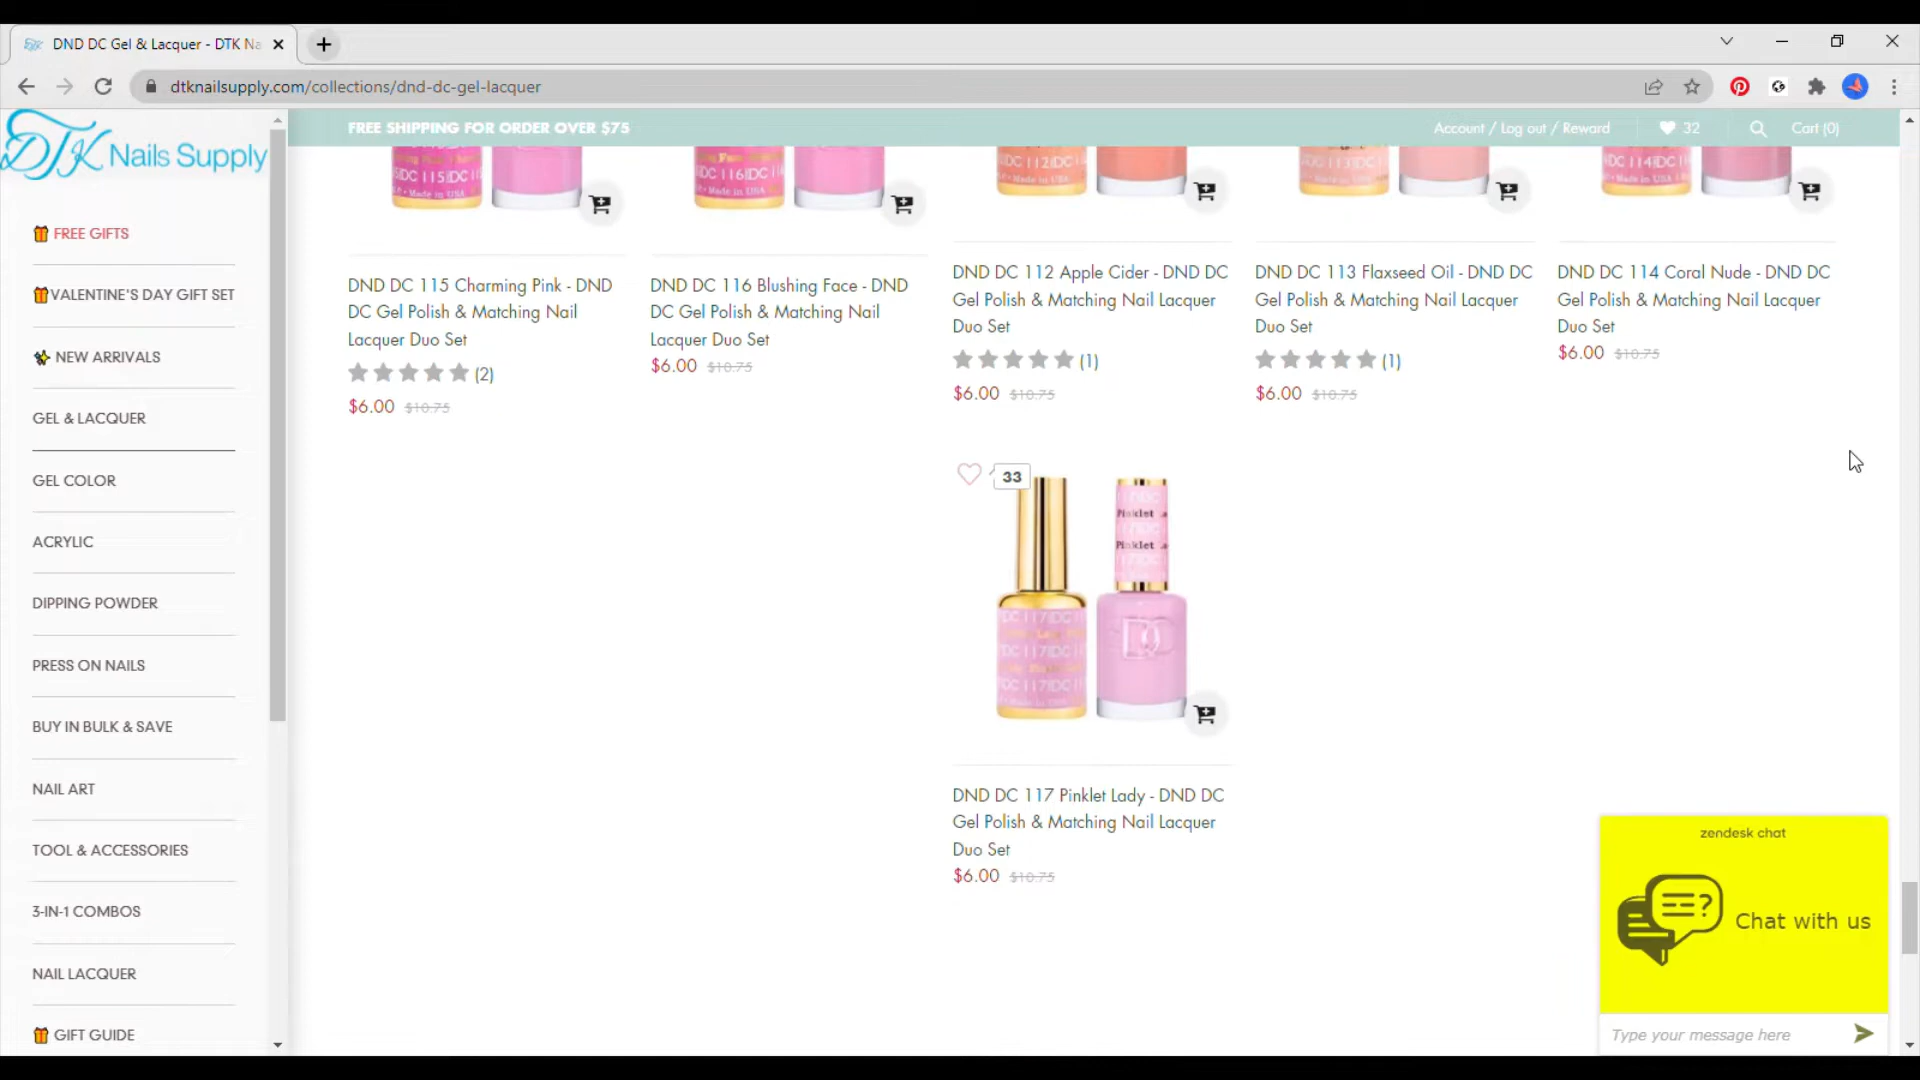 DND DC Gel & Lacquer - DTK Na
dtknailsupply.com/collections/dnd-dc-gel-lacquer
DTK Nails Supply
FREE SHIPPING FOR ORDER OVER $75
Account / Log out / Reward
32
Cart (0)
FREE GIFTS
VALENTINE'S DAY GIFT SET
NEW ARRIVALS
GEL & LACQUER
GEL COLOR
ACRYLIC
DIPPING POWDER
PRESS ON NAILS
BUY IN BULK & SAVE
NAIL ART
TOOL & ACCESSORIES
3-IN-1 COMBOS
NAIL LACQUER
GIFT GUIDE
DND DC 115 Charming Pink - DND
DC Gel Polish & Matching Nail
Lacquer Duo Set
(2)
$6.00 $10.75
DND DC 116 Blushing Face - DND
DC Gel Polish & Matching Nail
Lacquer Duo Set
$6.00 $10.75
DND DC 112 Apple Cider - DND DC
Gel Polish & Matching Nail Lacquer
Duo Set
(1)
$6.00 $10.75
DND DC 113 Flaxseed Oil - DND DC
Gel Polish & Matching Nail Lacquer
Duo Set
(1)
$6.00 $10.75
DND DC 114 Coral Nude - DND DC
Gel Polish & Matching Nail Lacquer
Duo Set
$6.00 $10.75
33
Pinklet
Pinklet
DC
DND DC 117 Pinklet Lady - DND DC
Gel Polish & Matching Nail Lacquer
Duo Set
$6.00 $10.75
zendesk chat
Chat with us
Type your message here